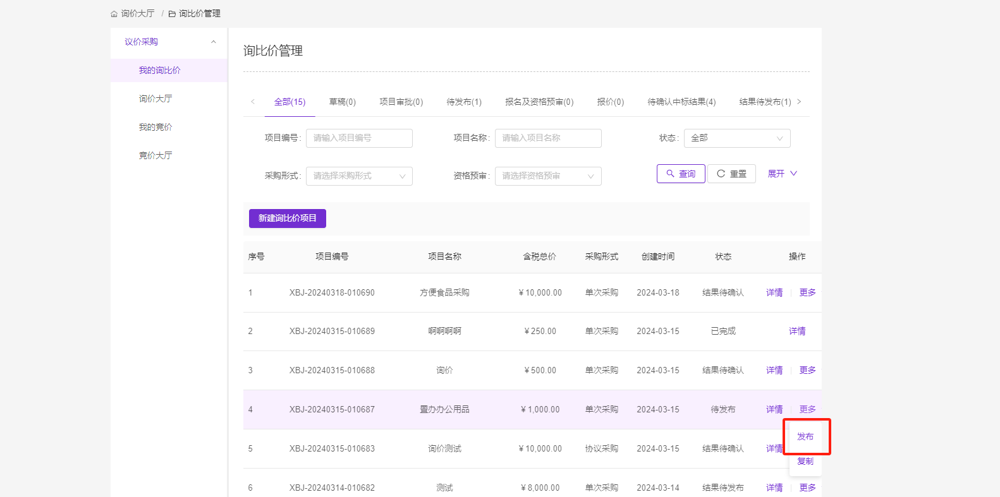 询价大厅 / 询比价管理
议价采购
我的询比价
询价大厅
我的竞价
竞价大厅
询比价管理
全部(15) 草稿(0) 项目审批(0) 待发布(1) 报名及资格预审(0) 报价(0) 待确认中标结果(4) 结果待发布(1)
项目编号: 请输入项目编号 项目名称: 请输入项目名称 状态: 全部
采购形式: 请选择采购形式 资格预审: 请选择资格预审 查询 重置 展开
新建询比价项目
序号 项目编号 项目名称 含税总价 采购形式 创建时间 状态 操作
1 XBJ-20240318-010690 方便食品采购 ¥10,000.00 单次采购 2024-03-18 结果待确认 详情 更多
2 XBJ-20240315-010689 啊啊啊啊 ¥250.00 单次采购 2024-03-15 已完成 详情
3 XBJ-20240315-010688 询价 ¥500.00 单次采购 2024-03-15 结果待确认 详情 更多
4 XBJ-20240315-010687 置办办公用品 ¥1,000.00 单次采购 2024-03-15 待发布 详情 更多
发布
5 XBJ-20240315-010683 询价测试 ¥10,000.00 协议采购 2024-03-15 结果待确认 详情
复制
6 XBJ-20240314-010682 测试 ¥8,000.00 单次采购 2024-03-14 结果待发布 详情 更多